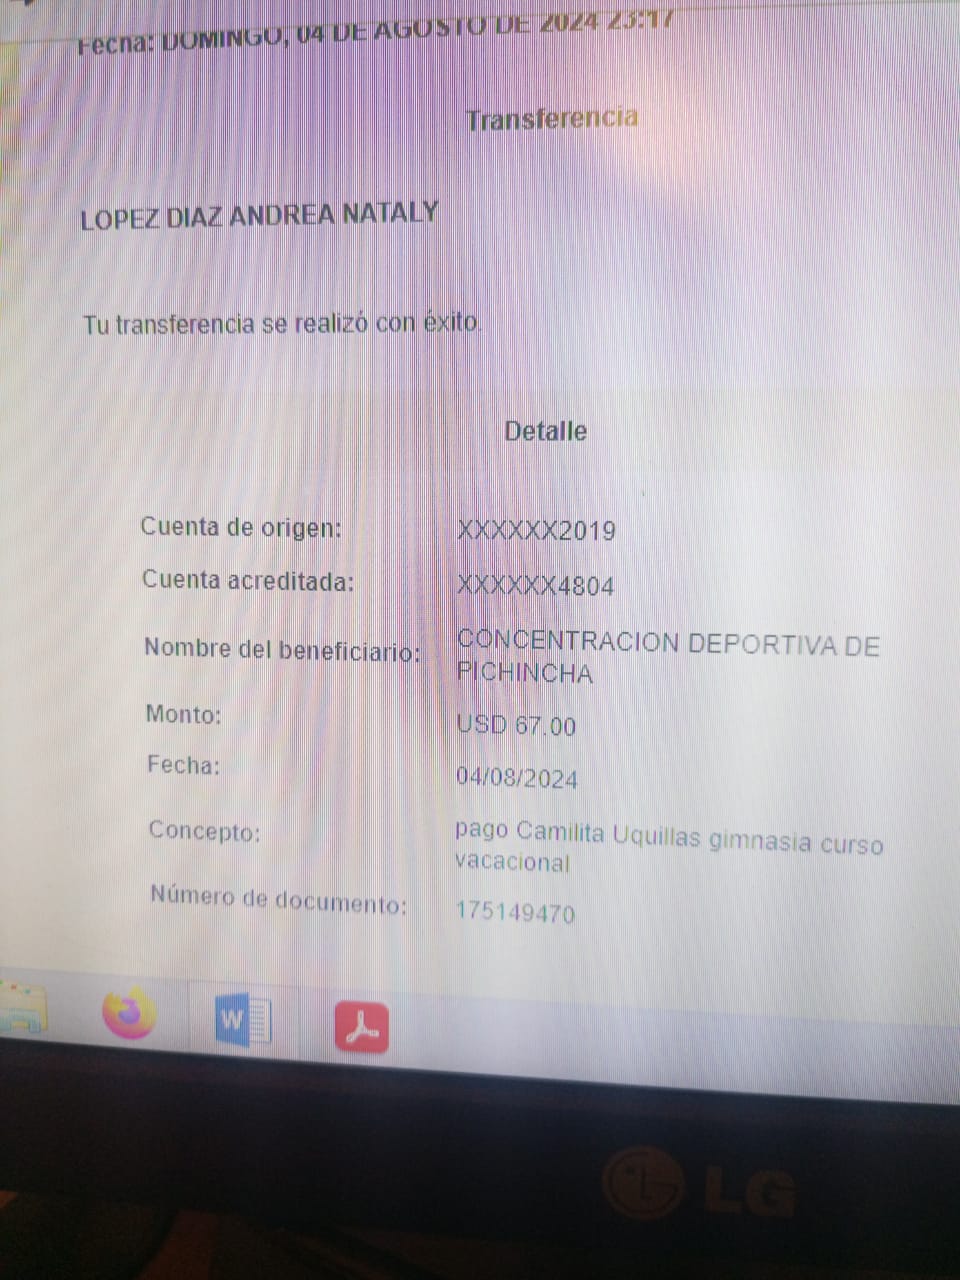 Fecha: DOMINGO, 04 DE AGOSTO DE 2024 23:17
Transferencia
LOPEZ DIAZ ANDREA NATALY
Tu transferencia se realizó con éxito.
Detalle
Cuenta de origen: XXXXXX2019
Cuenta acreditada: XXXXXX4804
Nombre del beneficiario: CONCENTRACION DEPORTIVA DE
PICHINCHA
Monto: USD 67.00
Fecha: 04/08/2024
Concepto: pago Camilita Uquillas gimnasia curso
vacacional
Número de documento: 175149470
W
LG